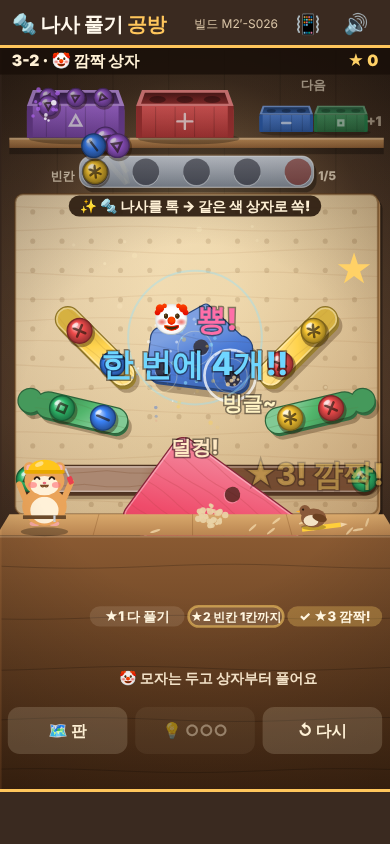 🔩 나사 풀기 공방 빌드 M2'-S026 📳 🔊
3-2 · 🤡 깜짝 상자 ★ 0
다음
+1
빈칸 1/5
✨ 🔩 나사를 톡 → 같은 색 상자로 쏙!
뿅!
한 번에 4개!!
빙글~
덜컹!
★3! 깜짝!
★1 다 풀기 ★2 빈칸 1칸까지 ✓ ★3 깜짝!
🤡 모자는 두고 상자부터 풀어요
🗺️ 판 💡 ○○○ ↺ 다시